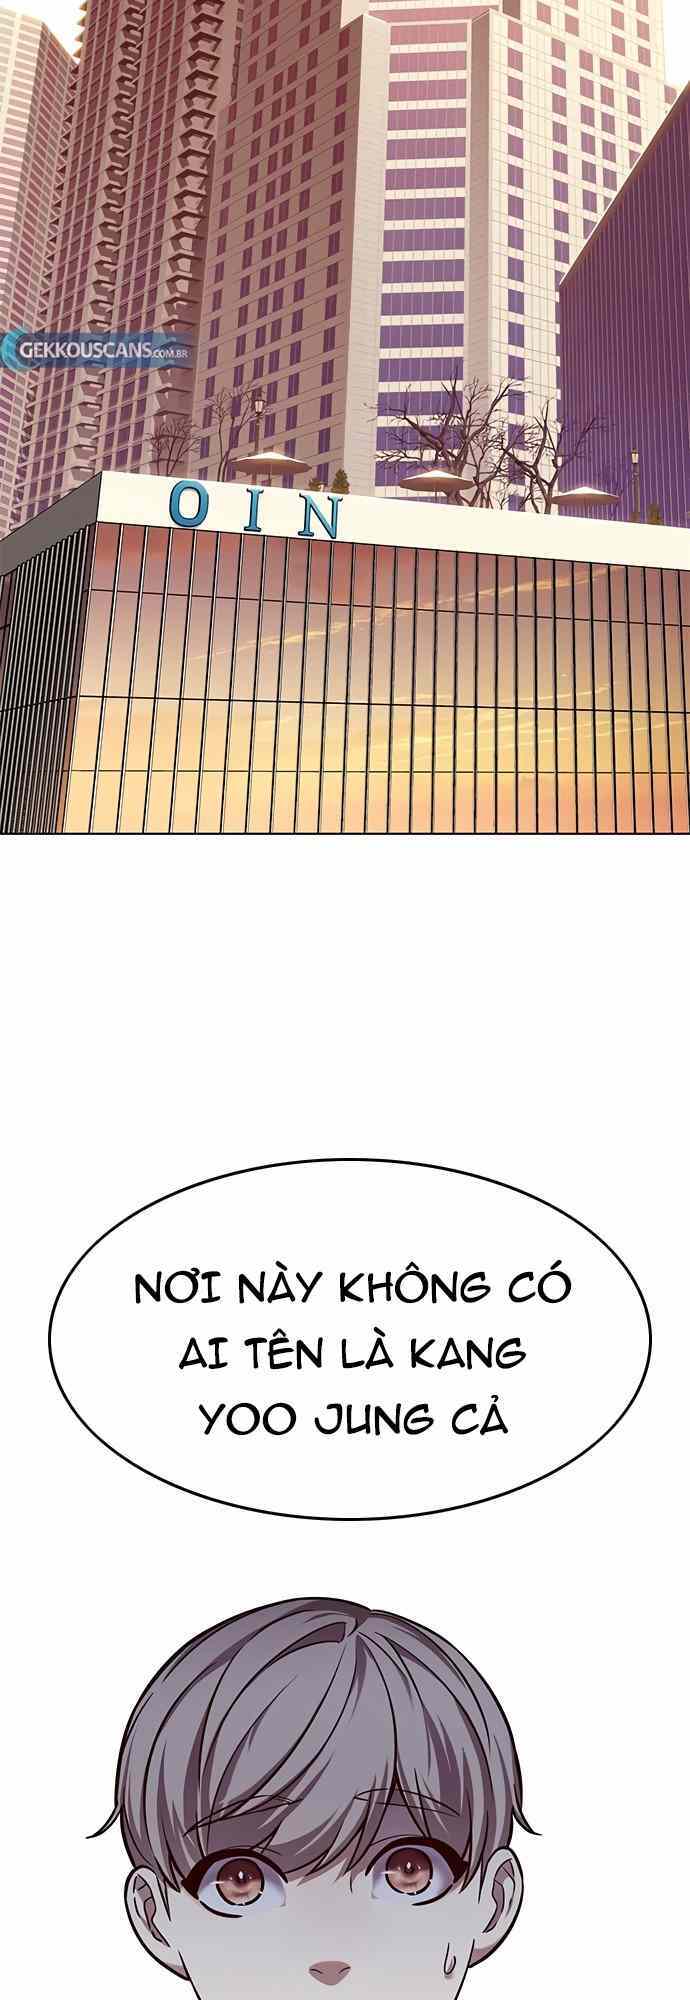 GEKKOUSCANS.COM.BR
OIN
NƠI NÀY KHÔNG CÓ
AI TÊN LÀ KANG
YOO JUNG CẢ